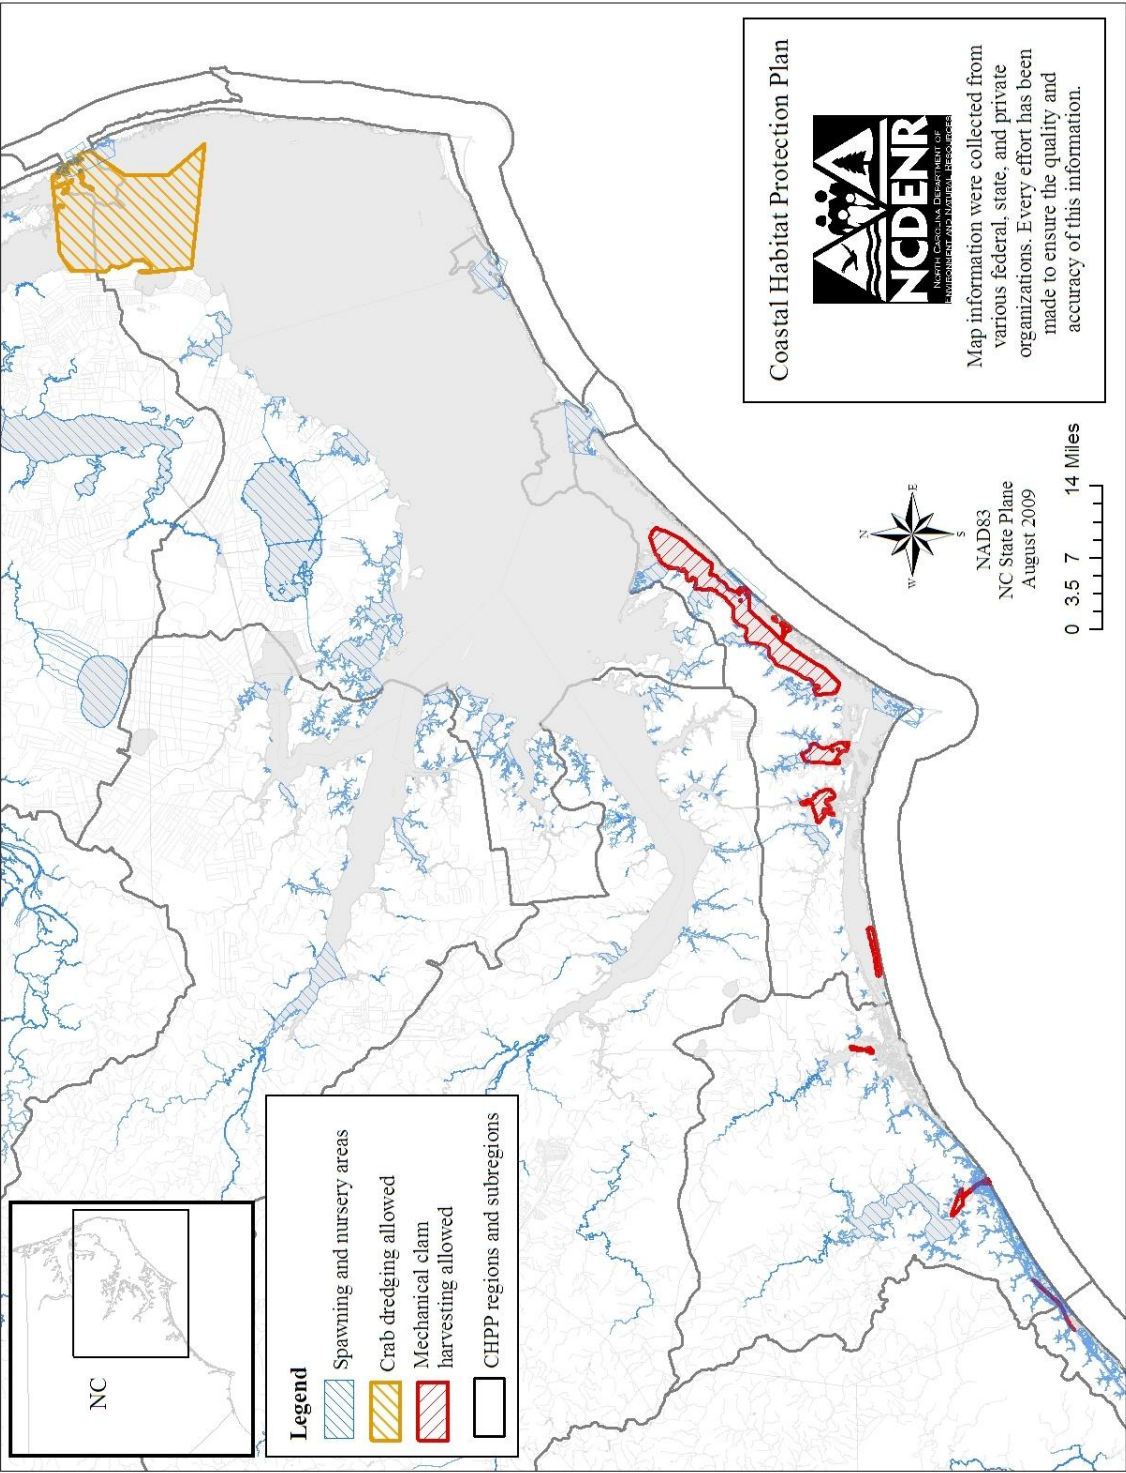 NC
Legend
Spawning and nursery areas
Crab dredging allowed
Mechanical clam
harvesting allowed
CHPP regions and subregions
N
W
E
S
NAD83
NC State Plane
August 2009
0 3.5 7 14 Miles
Coastal Habitat Protection Plan
NCDENR
NORTH CAROLINA DEPARTMENT OF
ENVIRONMENT AND NATURAL RESOURCES
Map information were collected from
various federal, state, and private
organizations. Every effort has been
made to ensure the quality and
accuracy of this information.